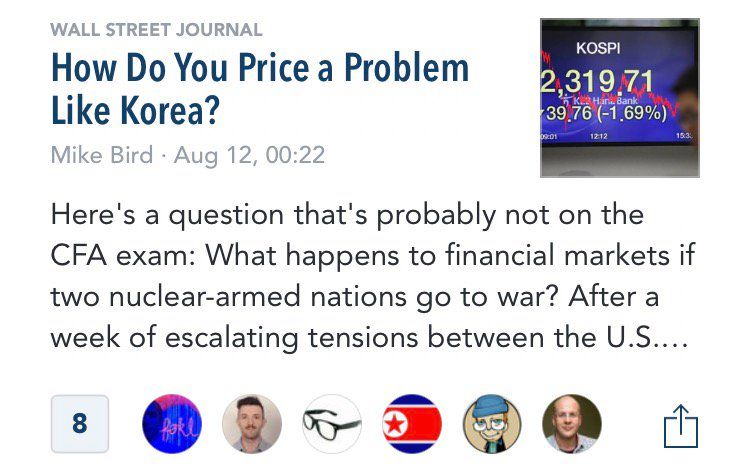 WALL STREET JOURNAL
How Do You Price a Problem
Like Korea?
Mike Bird · Aug 12, 00:22
KOSPI
2,319.71
KEB Hana Bank
39.76 (-1.69%)
09:01 12:12 15:3
Here's a question that's probably not on the
CFA exam: What happens to financial markets if
two nuclear-armed nations go to war? After a
week of escalating tensions between the U.S....
8